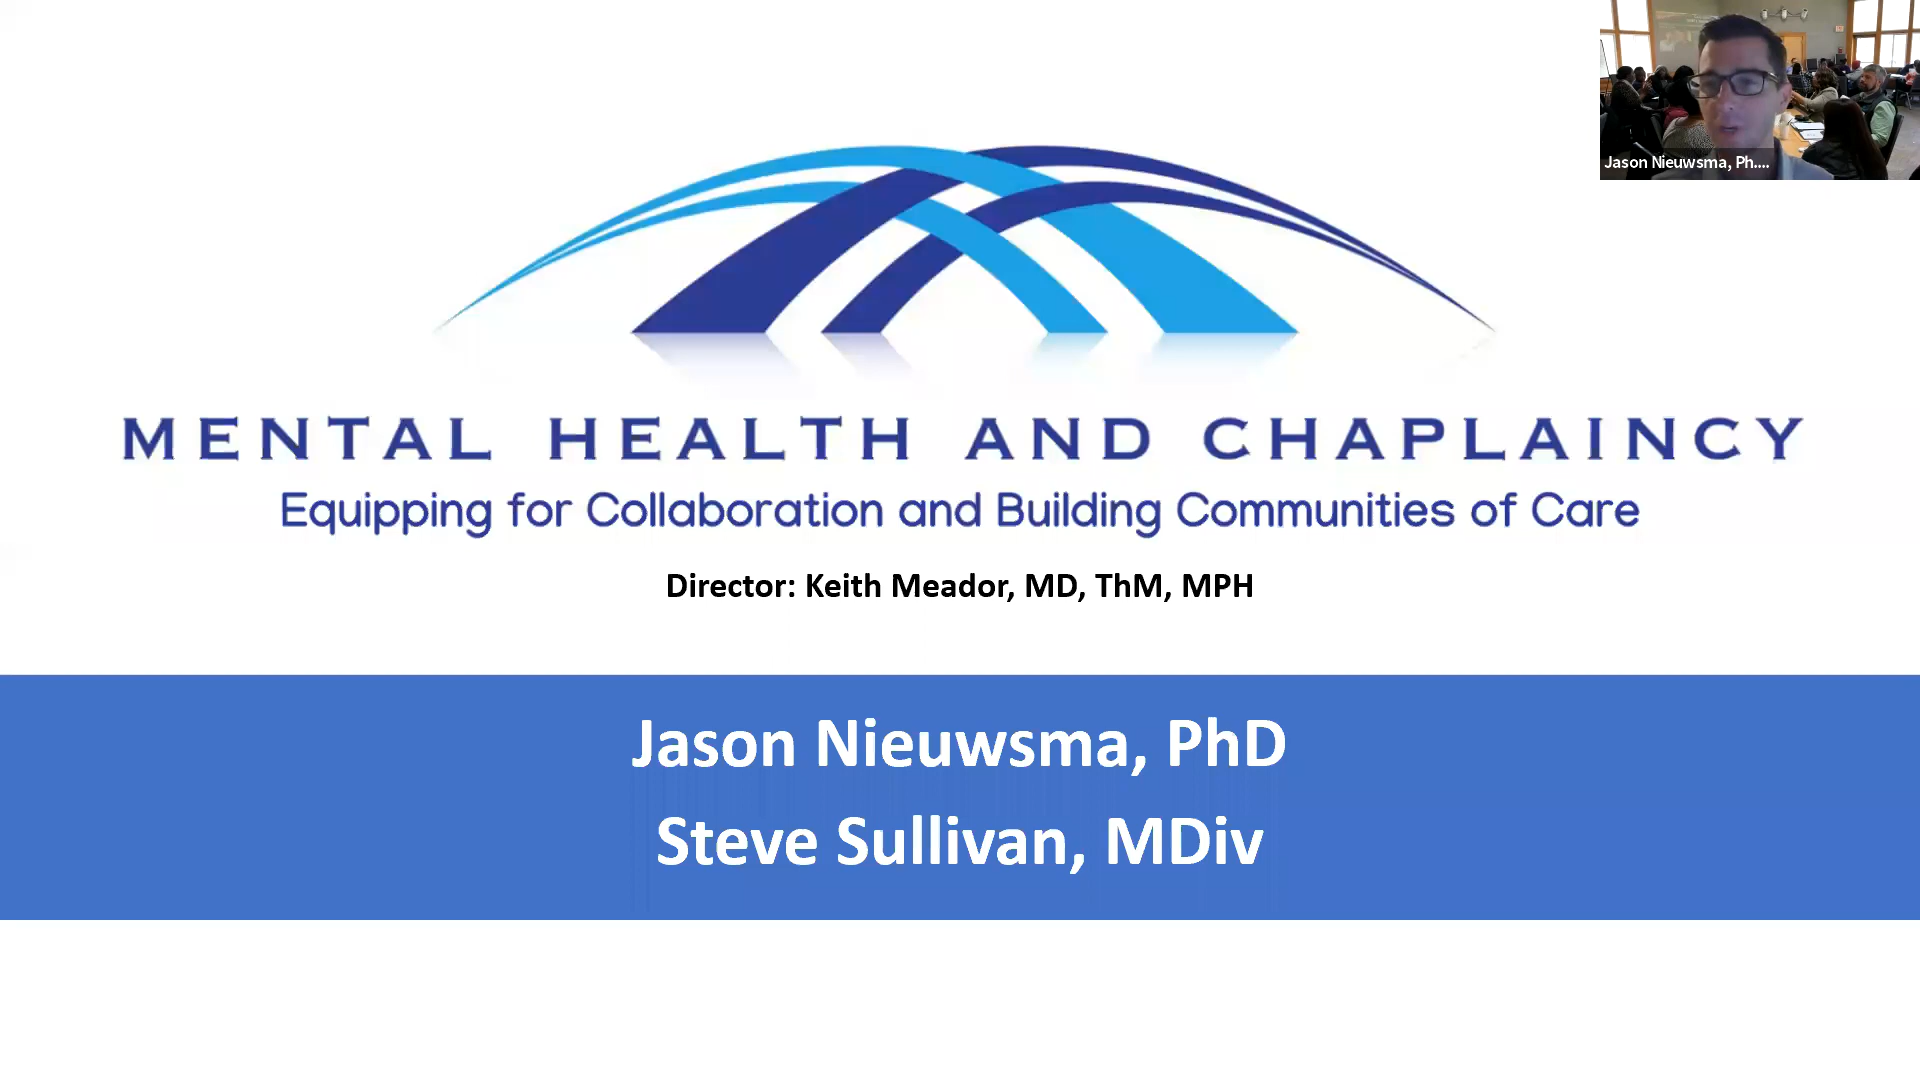 Jason Nieuwsma, Ph....
MENTAL HEALTH AND CHAPLAINCY
Equipping for Collaboration and Building Communities of Care
Director: Keith Meador, MD, ThM, MPH
Jason Nieuwsma, PhD
Steve Sullivan, MDiv